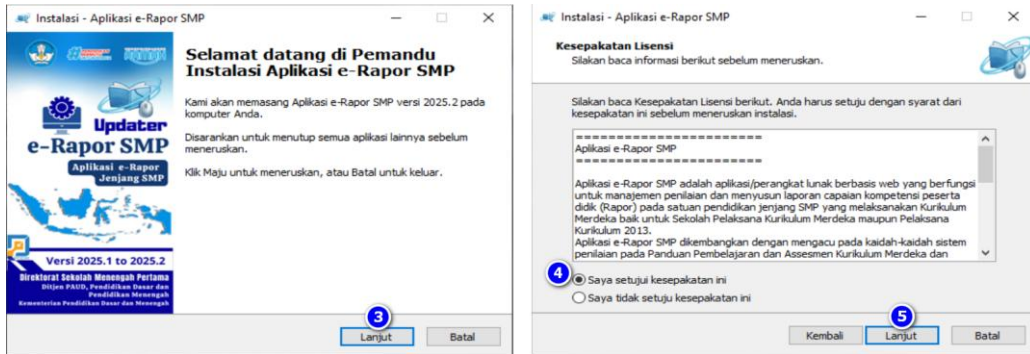 Instalasi - Aplikasi e-Rapor SMP
Updater
e-Rapor SMP
Aplikasi e-Rapor
Jenjang SMP
Versi 2025.1 to 2025.2
Direktorat Sekolah Menengah Pertama
Ditjen PAUD, Pendidikan Dasar dan
Pendidikan Menengah
Kementerian Pendidikan Dasar dan Menengah
Selamat datang di Pemandu
Instalasi Aplikasi e-Rapor SMP
Kami akan memasang Aplikasi e-Rapor SMP versi 2025.2 pada
komputer Anda.
Disarankan untuk menutup semua aplikasi lainnya sebelum
meneruskan.
Klik Maju untuk meneruskan, atau Batal untuk keluar.
3
Lanjut
Batal
Instalasi - Aplikasi e-Rapor SMP
Kesepakatan Lisensi
Silakan baca informasi berikut sebelum meneruskan.
Silakan baca Kesepakatan Lisensi berikut. Anda harus setuju dengan syarat dari
kesepakatan ini sebelum meneruskan instalasi.
========================
Aplikasi e-Rapor SMP
========================
Aplikasi e-Rapor SMP adalah aplikasi/perangkat lunak berbasis web yang berfungsi
untuk manajemen penilaian dan menyusun laporan capaian kompetensi peserta
didik (Rapor) pada satuan pendidikan jenjang SMP yang melaksanakan Kurikulum
Merdeka baik untuk Sekolah Pelaksana Kurikulum Merdeka maupun Pelaksana
Kurikulum 2013.
Aplikasi e-Rapor SMP dikembangkan dengan mengacu pada kaidah-kaidah sistem
penilaian pada Panduan Pembelajaran dan Assesmen Kurikulum Merdeka dan
4
Saya setujui kesepakatan ini
Saya tidak setuju kesepakatan ini
5
Kembali
Lanjut
Batal